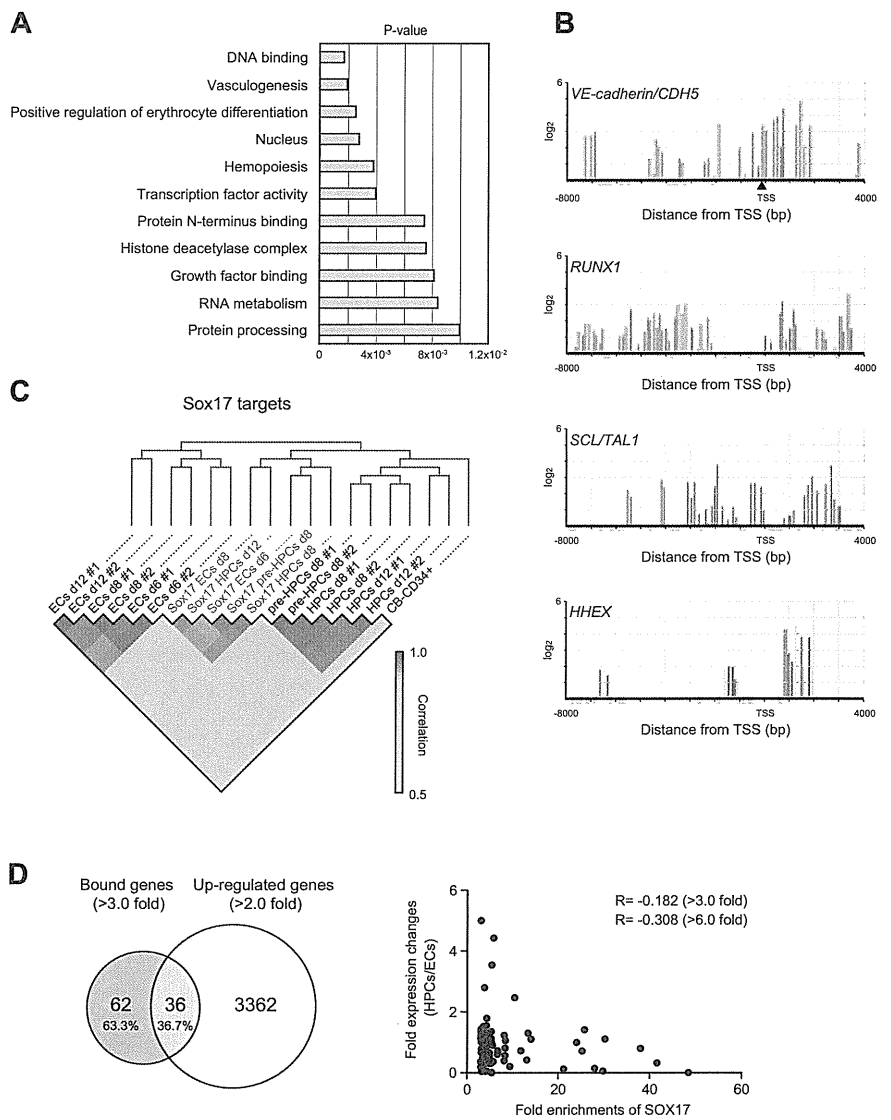 A
P-value
DNA binding
Vasculogenesis
Positive regulation of erythrocyte differentiation
Nucleus
Hemopoiesis
Transcription factor activity
Protein N-terminus binding
Histone deacetylase complex
Growth factor binding
RNA metabolism
Protein processing
0 4x10-3 8x10-3 1.2x10-2
B
6
log2
VE-cadherin/CDH5
-8000 TSS 4000
Distance from TSS (bp)
6
log2
RUNX1
-8000 TSS 4000
Distance from TSS (bp)
6
log2
SCL/TAL1
-8000 TSS 4000
Distance from TSS (bp)
6
log2
HHEX
-8000 TSS 4000
Distance from TSS (bp)
C
Sox17 targets
ECs d12 #1
ECs d12 #2
ECs d8 #1
ECs d8 #2
ECs d6 #1
ECs d6 #2
Sox17 ECs d8
Sox17 HPCs d12
Sox17 ECs d6
Sox17 pre-HPCs d8
Sox17 HPCs d8
pre-HPCs d8 #1
pre-HPCs d8 #2
HPCs d8 #1
HPCs d8 #2
HPCs d12 #1
HPCs d12 #2
CB-CD34+
1.0
Correlation
0.5
D
Bound genes
(>3.0 fold)
Up-regulated genes
(>2.0 fold)
62
63.3%
36
36.7%
3362
Fold expression changes
(HPCs/ECs)
6
4
2
0
R= -0.182 (>3.0 fold)
R= -0.308 (>6.0 fold)
0 20 40 60
Fold enrichments of SOX17